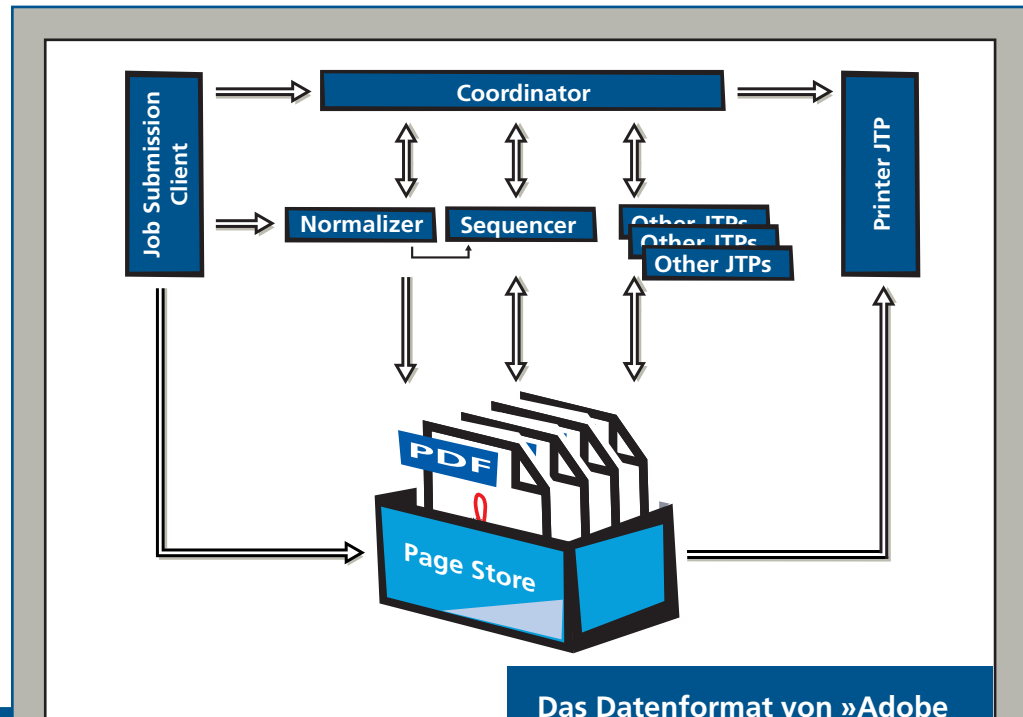 Job Submission
Client
Coordinator
Printer JTP
Normalizer
Sequencer
Other JTPs
Other JTPs
Other JTPs
PDF
Page Store
Das Datenformat von »Adobe